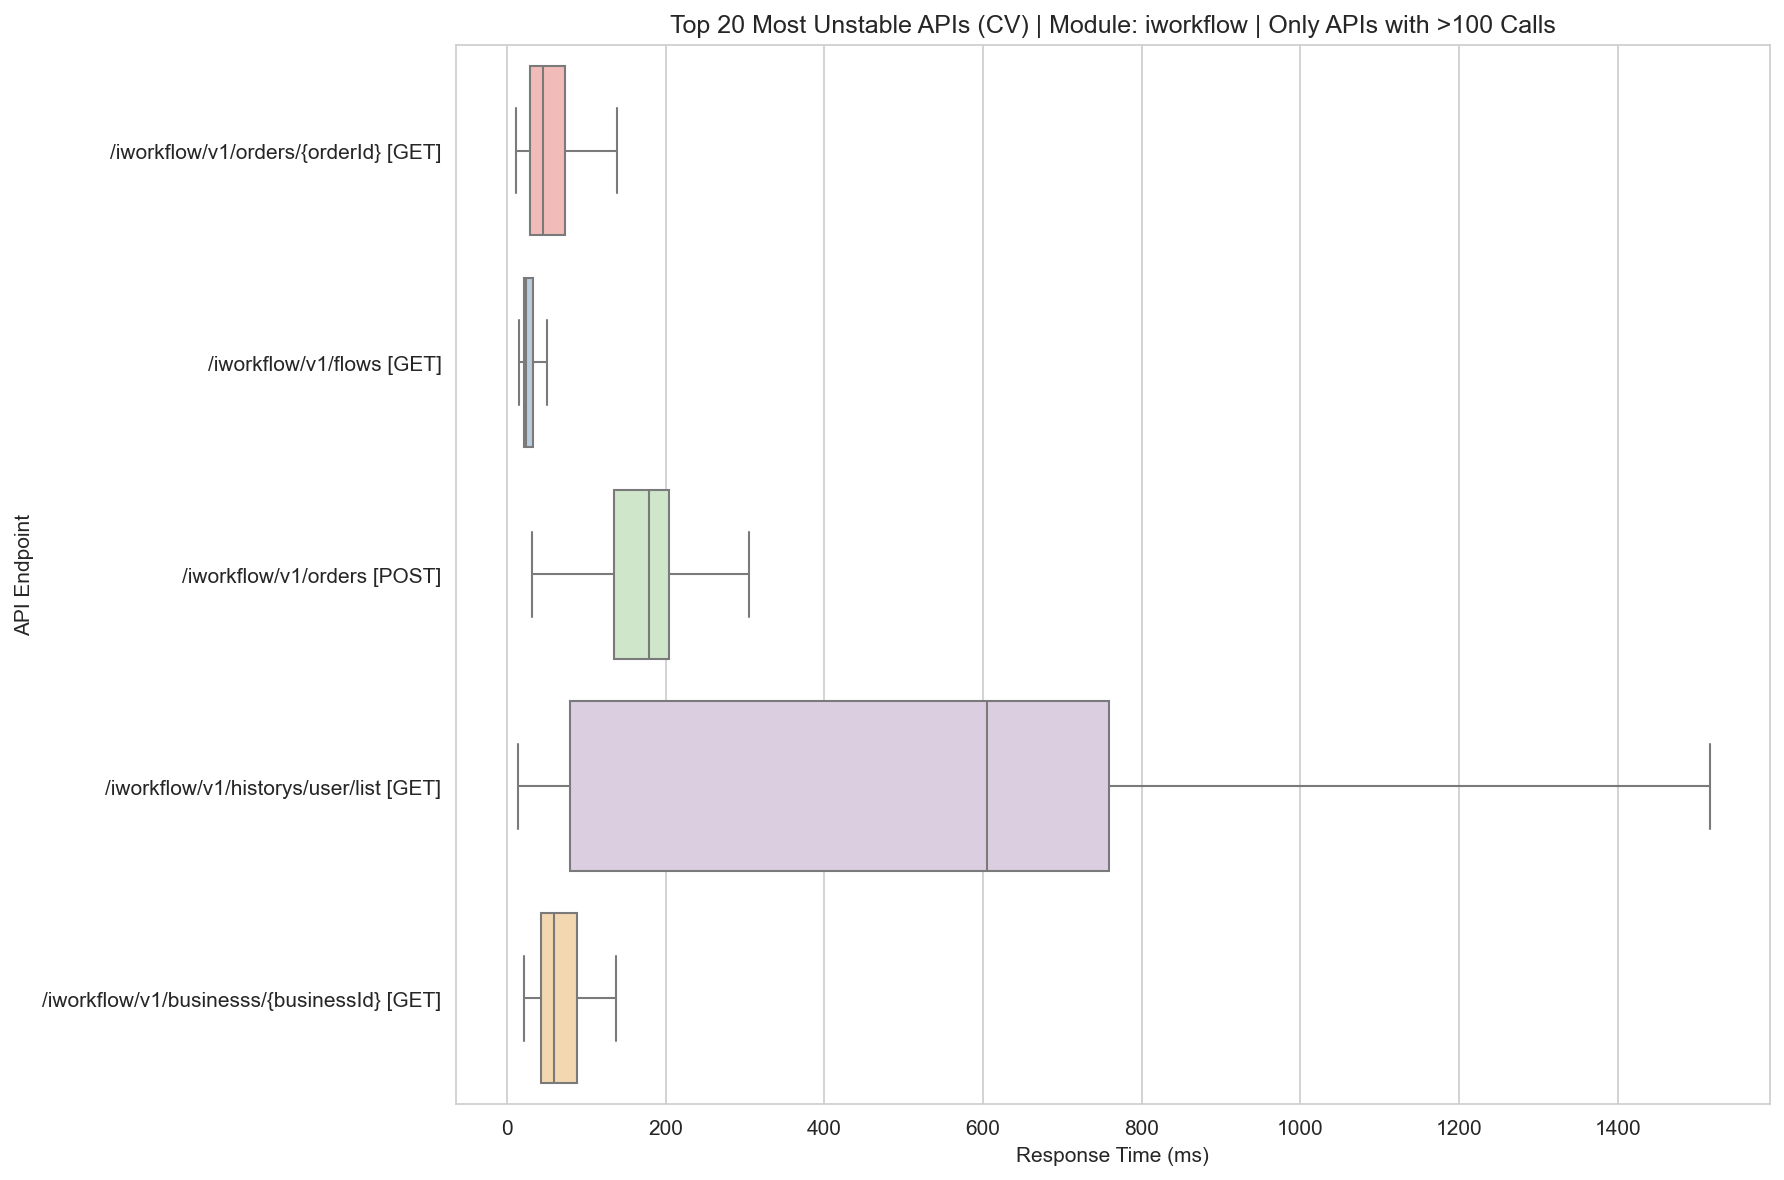 Top 20 Most Unstable APIs (CV) | Module: iworkflow | Only APIs with >100 Calls
API Endpoint
/iworkflow/v1/orders/{orderId} [GET]
/iworkflow/v1/flows [GET]
/iworkflow/v1/orders [POST]
/iworkflow/v1/historys/user/list [GET]
/iworkflow/v1/businesss/{businessId} [GET]
0 200 400 600 800 1000 1200 1400
Response Time (ms)